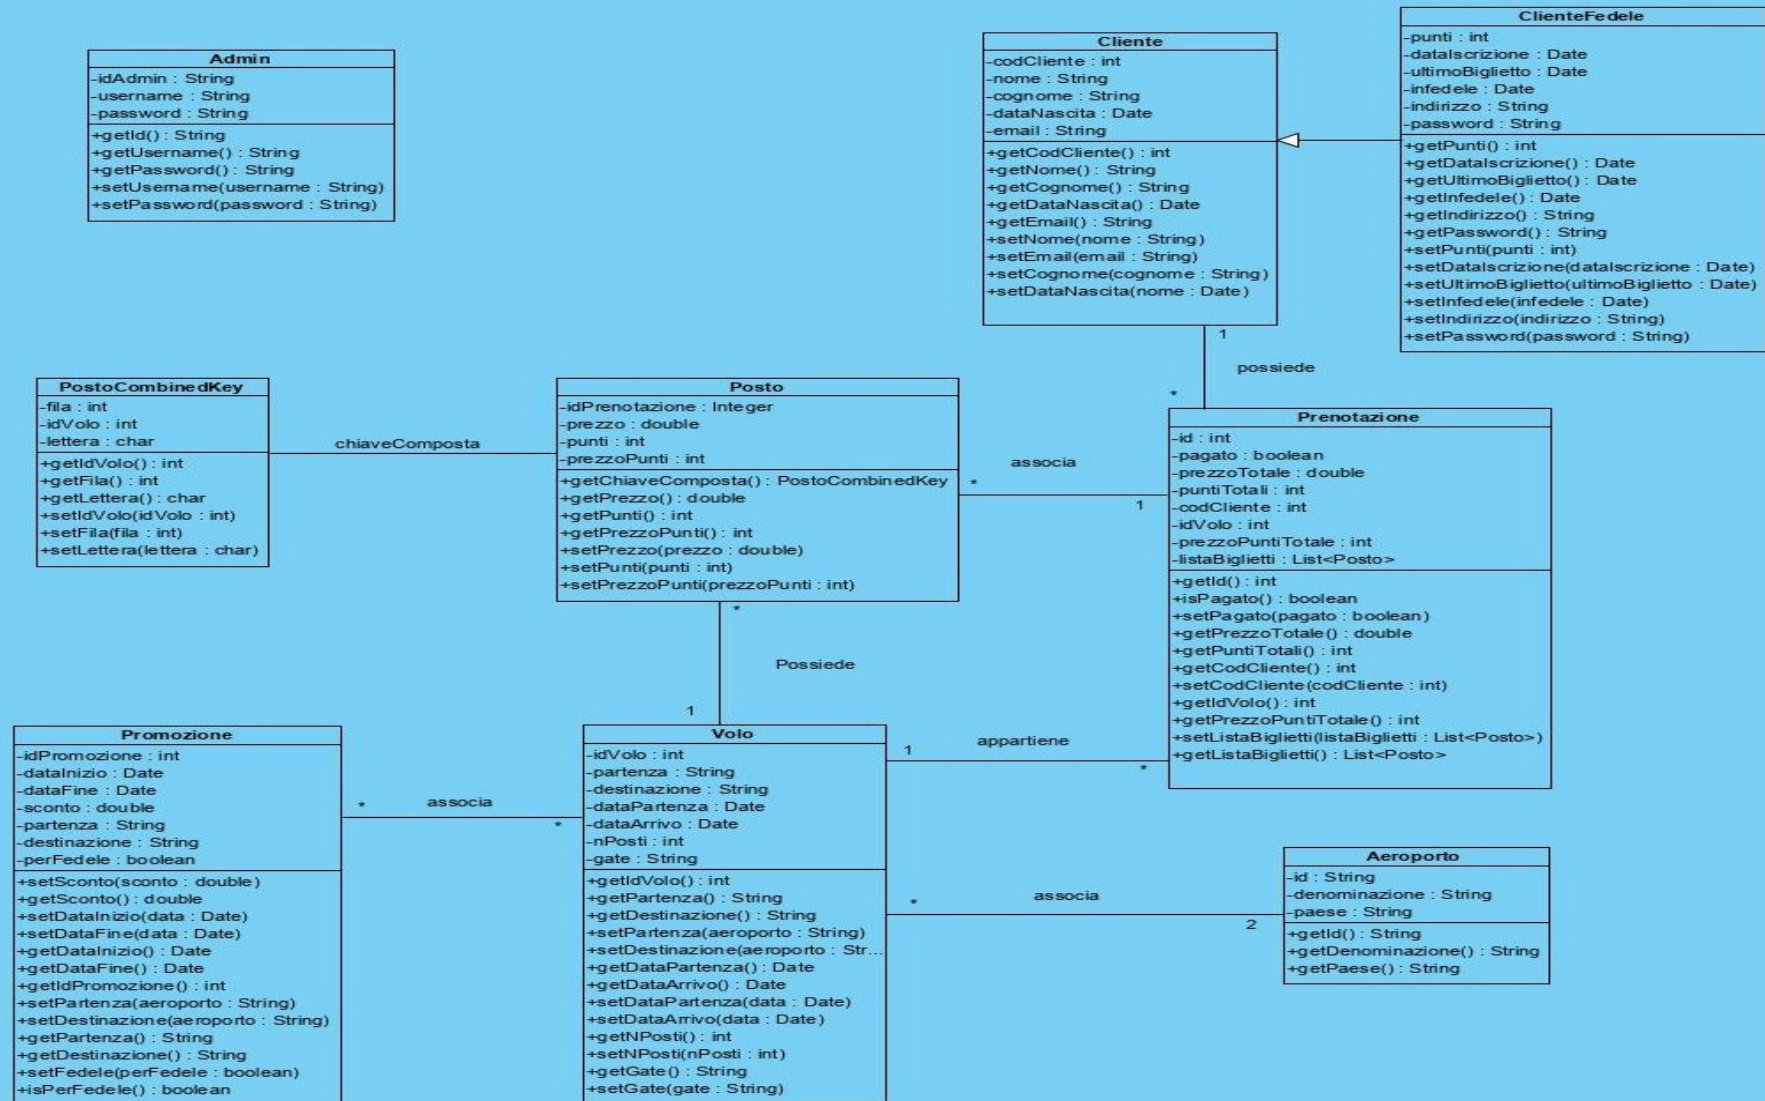 Admin
-idAdmin : String
-username : String
-password : String
+getId() : String
+getUsername() : String
+getPassword() : String
+setUsername(username : String)
+setPassword(password : String)
Cliente
-codCliente : int
-nome : String
-cognome : String
-dataNascita : Date
-email : String
+getCodCliente() : int
+getNome() : String
+getCognome() : String
+getDataNascita() : Date
+getEmail() : String
+setNome(nome : String)
+setEmail(email : String)
+setCognome(cognome : String)
+setDataNascita(nome : Date)
ClienteFedele
-punti : int
-dataIscrizione : Date
-ultimoBiglietto : Date
-infedele : Date
-indirizzo : String
-password : String
+getPunti() : int
+getDataIscrizione() : Date
+getUltimoBiglietto() : Date
+getInfedele() : Date
+getIndirizzo() : String
+getPassword() : String
+setPunti(punti : int)
+setDataIscrizione(dataIscrizione : Date)
+setUltimoBiglietto(ultimoBiglietto : Date)
+setInfedele(infedele : Date)
+setIndirizzo(indirizzo : String)
+setPassword(password : String)
1
possiede
*
PostoCombinedKey
-fila : int
-idVolo : int
-lettera : char
+getIdVolo() : int
+getFila() : int
+getLettera() : char
+setIdVolo(idVolo : int)
+setFila(fila : int)
+setLettera(lettera : char)
chiaveComposta
Posto
-idPrenotazione : Integer
-prezzo : double
-punti : int
-prezzoPunti : int
+getChiaveComposta() : PostoCombinedKey
+getPrezzo() : double
+getPunti() : int
+getPrezzoPunti() : int
+setPrezzo(prezzo : double)
+setPunti(punti : int)
+setPrezzoPunti(prezzoPunti : int)
*
associa
1
Prenotazione
-id : int
-pagato : boolean
-prezzoTotale : double
-puntiTotali : int
-codCliente : int
-idVolo : int
-prezzoPuntiTotale : int
-listaBiglietti : List<Posto>
+getId() : int
+isPagato() : boolean
+setPagato(pagato : boolean)
+getPrezzoTotale() : double
+getPuntiTotali() : int
+getCodCliente() : int
+setCodCliente(codCliente : int)
+getIdVolo() : int
+getPrezzoPuntiTotale() : int
+setListaBiglietti(listaBiglietti : List<Posto>)
+getListaBiglietti() : List<Posto>
*
Possiede
1
Promozione
-idPromozione : int
-dataInizio : Date
-dataFine : Date
-sconto : double
-partenza : String
-destinazione : String
-perFedele : boolean
+setSconto(sconto : double)
+getSconto() : double
+setDataInizio(data : Date)
+setDataFine(data : Date)
+getDataInizio() : Date
+getDataFine() : Date
+getIdPromozione() : int
+setPartenza(aeroporto : String)
+setDestinazione(aeroporto : String)
+getPartenza() : String
+getDestinazione() : String
+setFedele(perFedele : boolean)
+isPerFedele() : boolean
*
associa
*
Volo
-idVolo : int
-partenza : String
-destinazione : String
-dataPartenza : Date
-dataArrivo : Date
-nPosti : int
-gate : String
+getIdVolo() : int
+getPartenza() : String
+getDestinazione() : String
+setPartenza(aeroporto : String)
+setDestinazione(aeroporto : Str...
+getDataPartenza() : Date
+getDataArrivo() : Date
+setDataPartenza(data : Date)
+setDataArrivo(data : Date)
+getNPosti() : int
+setNPosti(nPosti : int)
+getGate() : String
+setGate(gate : String)
1
appartiene
*
*
associa
2
Aeroporto
-id : String
-denominazione : String
-paese : String
+getId() : String
+getDenominazione() : String
+getPaese() : String